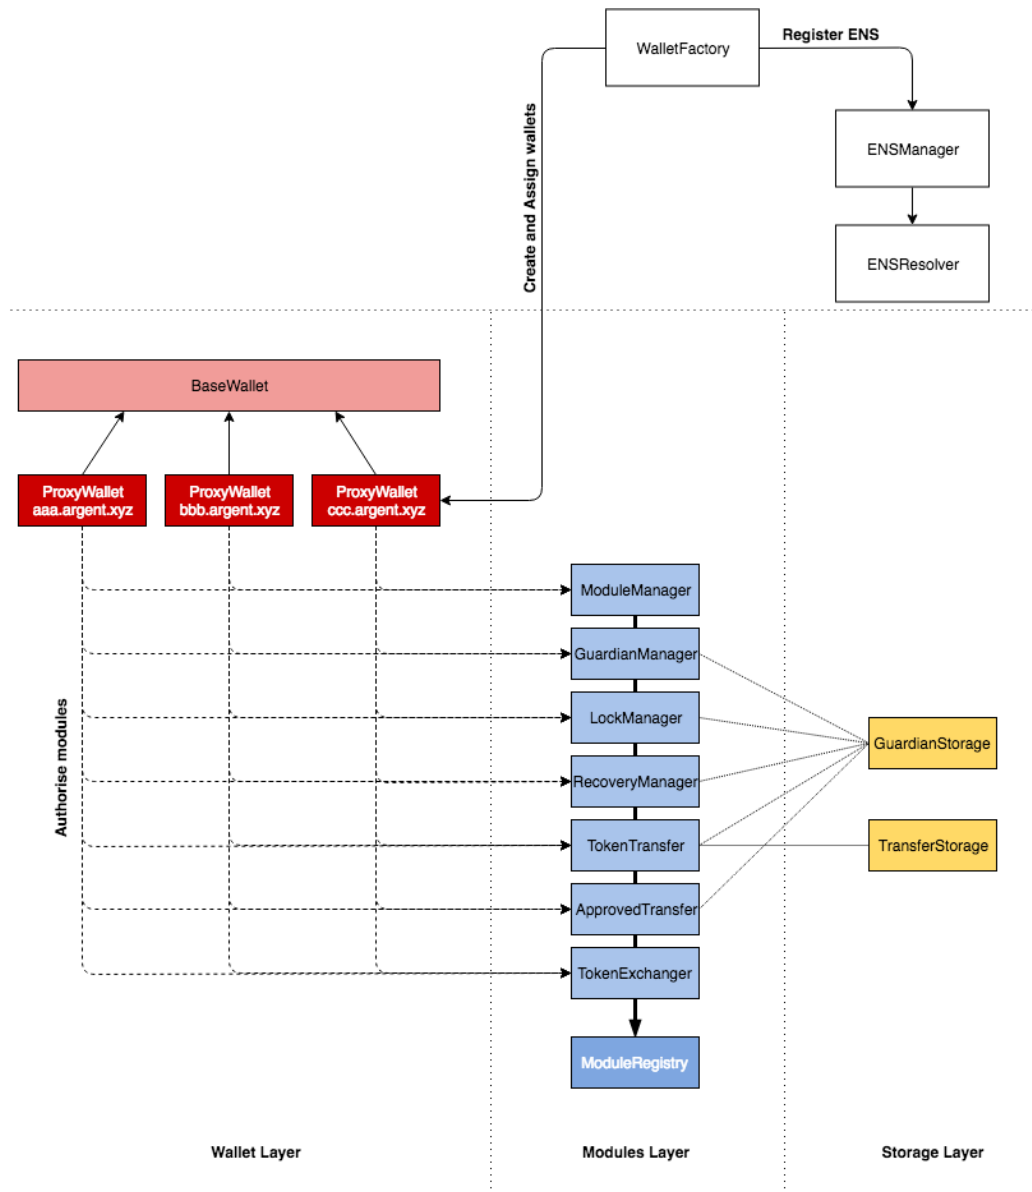 WalletFactory
Register ENS
ENSManager
ENSResolver
Create and Assign wallets
BaseWallet
ProxyWallet
aaa.argent.xyz
ProxyWallet
bbb.argent.xyz
ProxyWallet
ccc.argent.xyz
Authorise modules
ModuleManager
GuardianManager
LockManager
RecoveryManager
TokenTransfer
ApprovedTransfer
TokenExchanger
ModuleRegistry
GuardianStorage
TransferStorage
Wallet Layer
Modules Layer
Storage Layer